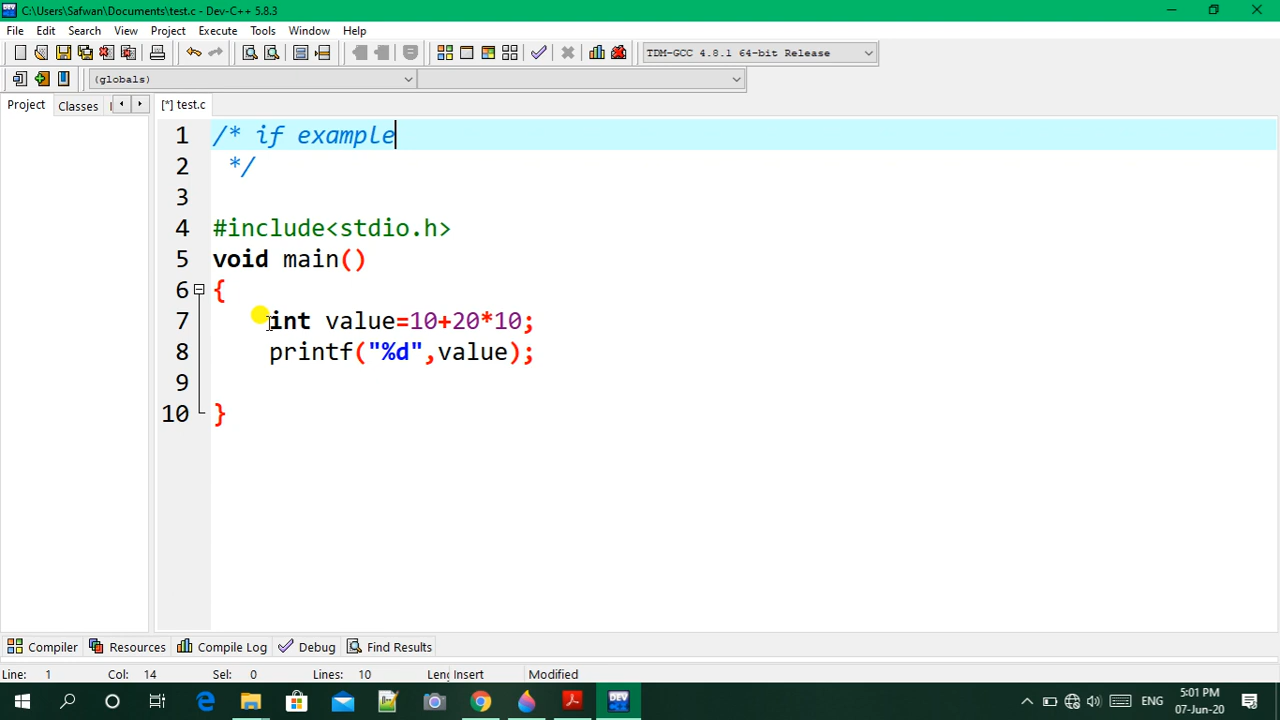 C:\Users\Safwan\Documents\test.c - Dev-C++ 5.8.3
File Edit Search View Project Execute Tools Window Help
TDM-GCC 4.8.1 64-bit Release
(globals)
Project Classes [*] test.c
1 /* if example
2 */
3
4 #include<stdio.h>
5 void main()
6 {
7 int value=10+20*10;
8 printf("%d",value);
9
10 }
Compiler Resources Compile Log Debug Find Results
Line: 1 Col: 14 Sel: 0 Lines: 10 Insert Modified
DEV ENG 5:01 PM
07-Jun-20